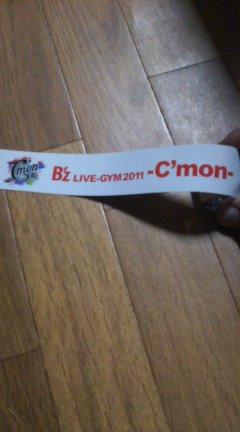 C'mon B'z
B'z LIVE-GYM 2011 -C'mon-